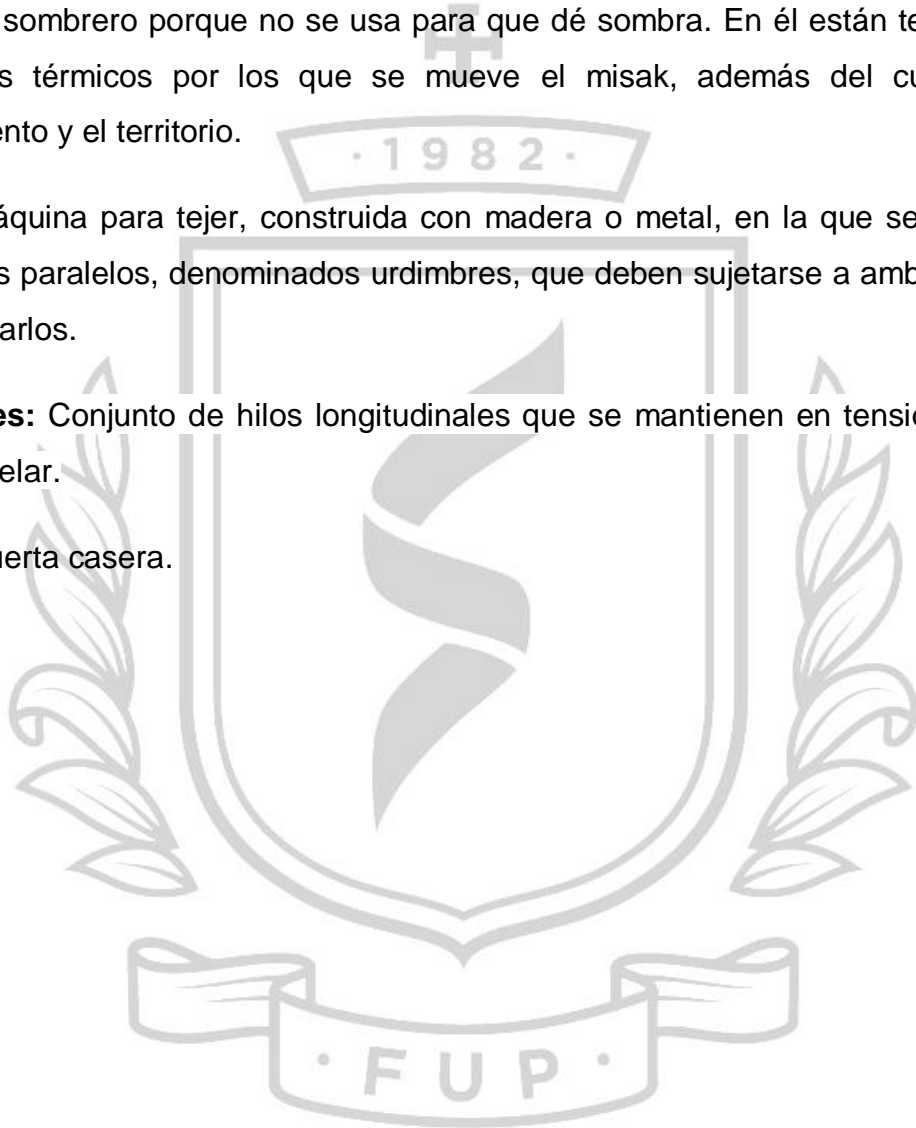 sombrero porque no se usa para que dé sombra. En él están te
s térmicos por los que se mueve el misak, además del cu
nto y el territorio.
· 1 9 8 2 ·
áquina para tejer, construida con madera o metal, en la que se
s paralelos, denominados urdimbres, que deben sujetarse a amb
arlos.
es: Conjunto de hilos longitudinales que se mantienen en tensi
elar.
uerta casera.
· F U P ·